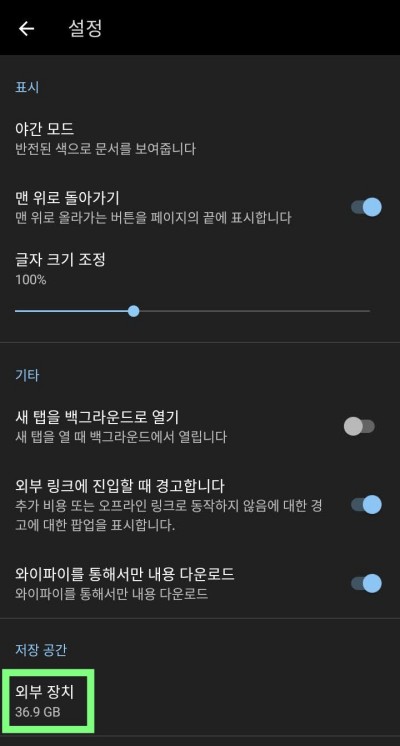 설정
표시
야간 모드
반전된 색으로 문서를 보여줍니다
맨 위로 돌아가기
맨 위로 올라가는 버튼을 페이지의 끝에 표시합니다
글자 크기 조정
100%
기타
새 탭을 백그라운드로 열기
새 탭을 열 때 백그라운드에서 열립니다
외부 링크에 진입할 때 경고합니다
추가 비용 또는 오프라인 링크로 동작하지 않음에 대한 경
고에 대한 팝업을 표시합니다.
와이파이를 통해서만 내용 다운로드
와이파이를 통해서만 내용 다운로드
저장 공간
외부 장치
36.9 GB